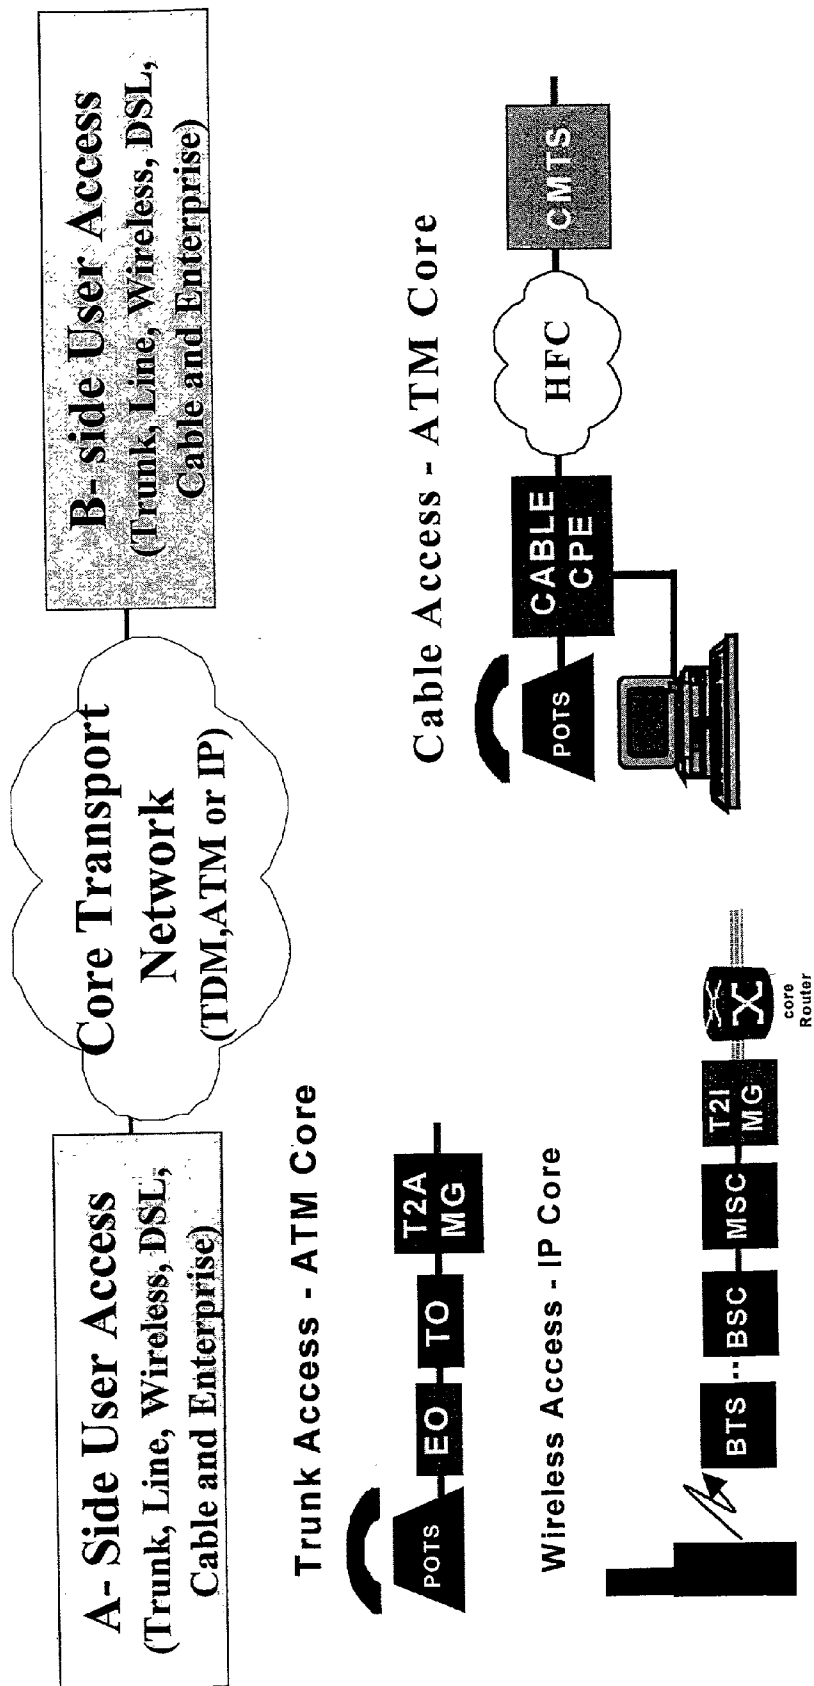 A- Side User Access
(Trunk, Line, Wireless, DSL,
Cable and Enterprise)
Core Transport
Network
(TDM,ATM or IP)
B- side User Access
(Trunk, Line, Wireless, DSL,
Cable and Enterprise)
Trunk Access - ATM Core
POTS
EO
TO
T2A
MG
Cable Access - ATM Core
POTS
CABLE
CPE
HFC
CMTS
Wireless Access - IP Core
BTS
BSC
MSC
T2I
MG
core
Router